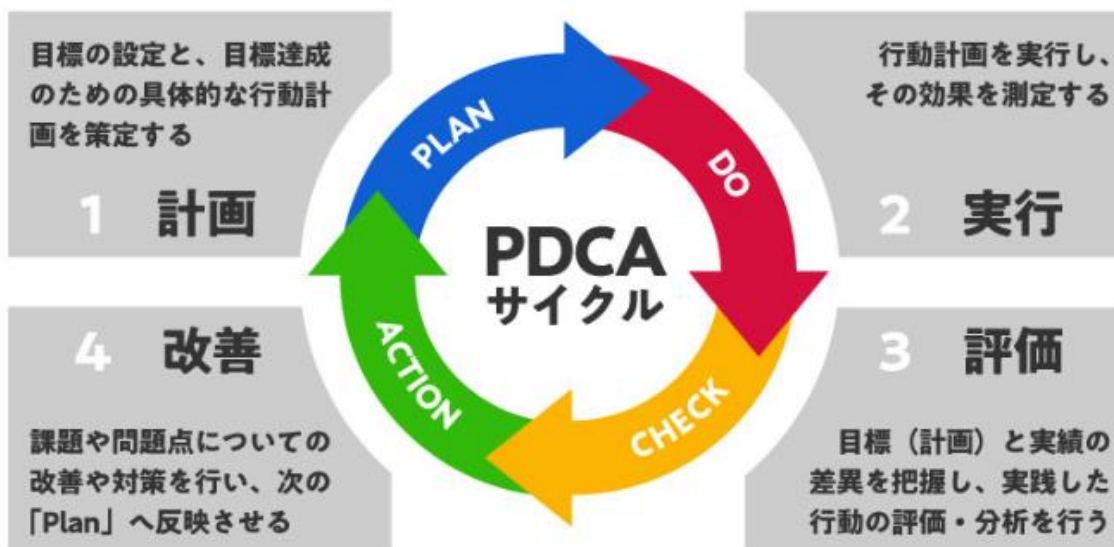 目標の設定と、目標達成
のための具体的な行動計
画を策定する
1 計画
行動計画を実行し、
その効果を測定する
2 実行
PLAN
DO
PDCA
サイクル
ACTION
CHECK
4 改善
課題や問題点についての
改善や対策を行い、次の
「Plan」へ反映させる
3 評価
目標（計画）と実績の
差異を把握し、実践した
行動の評価・分析を行う